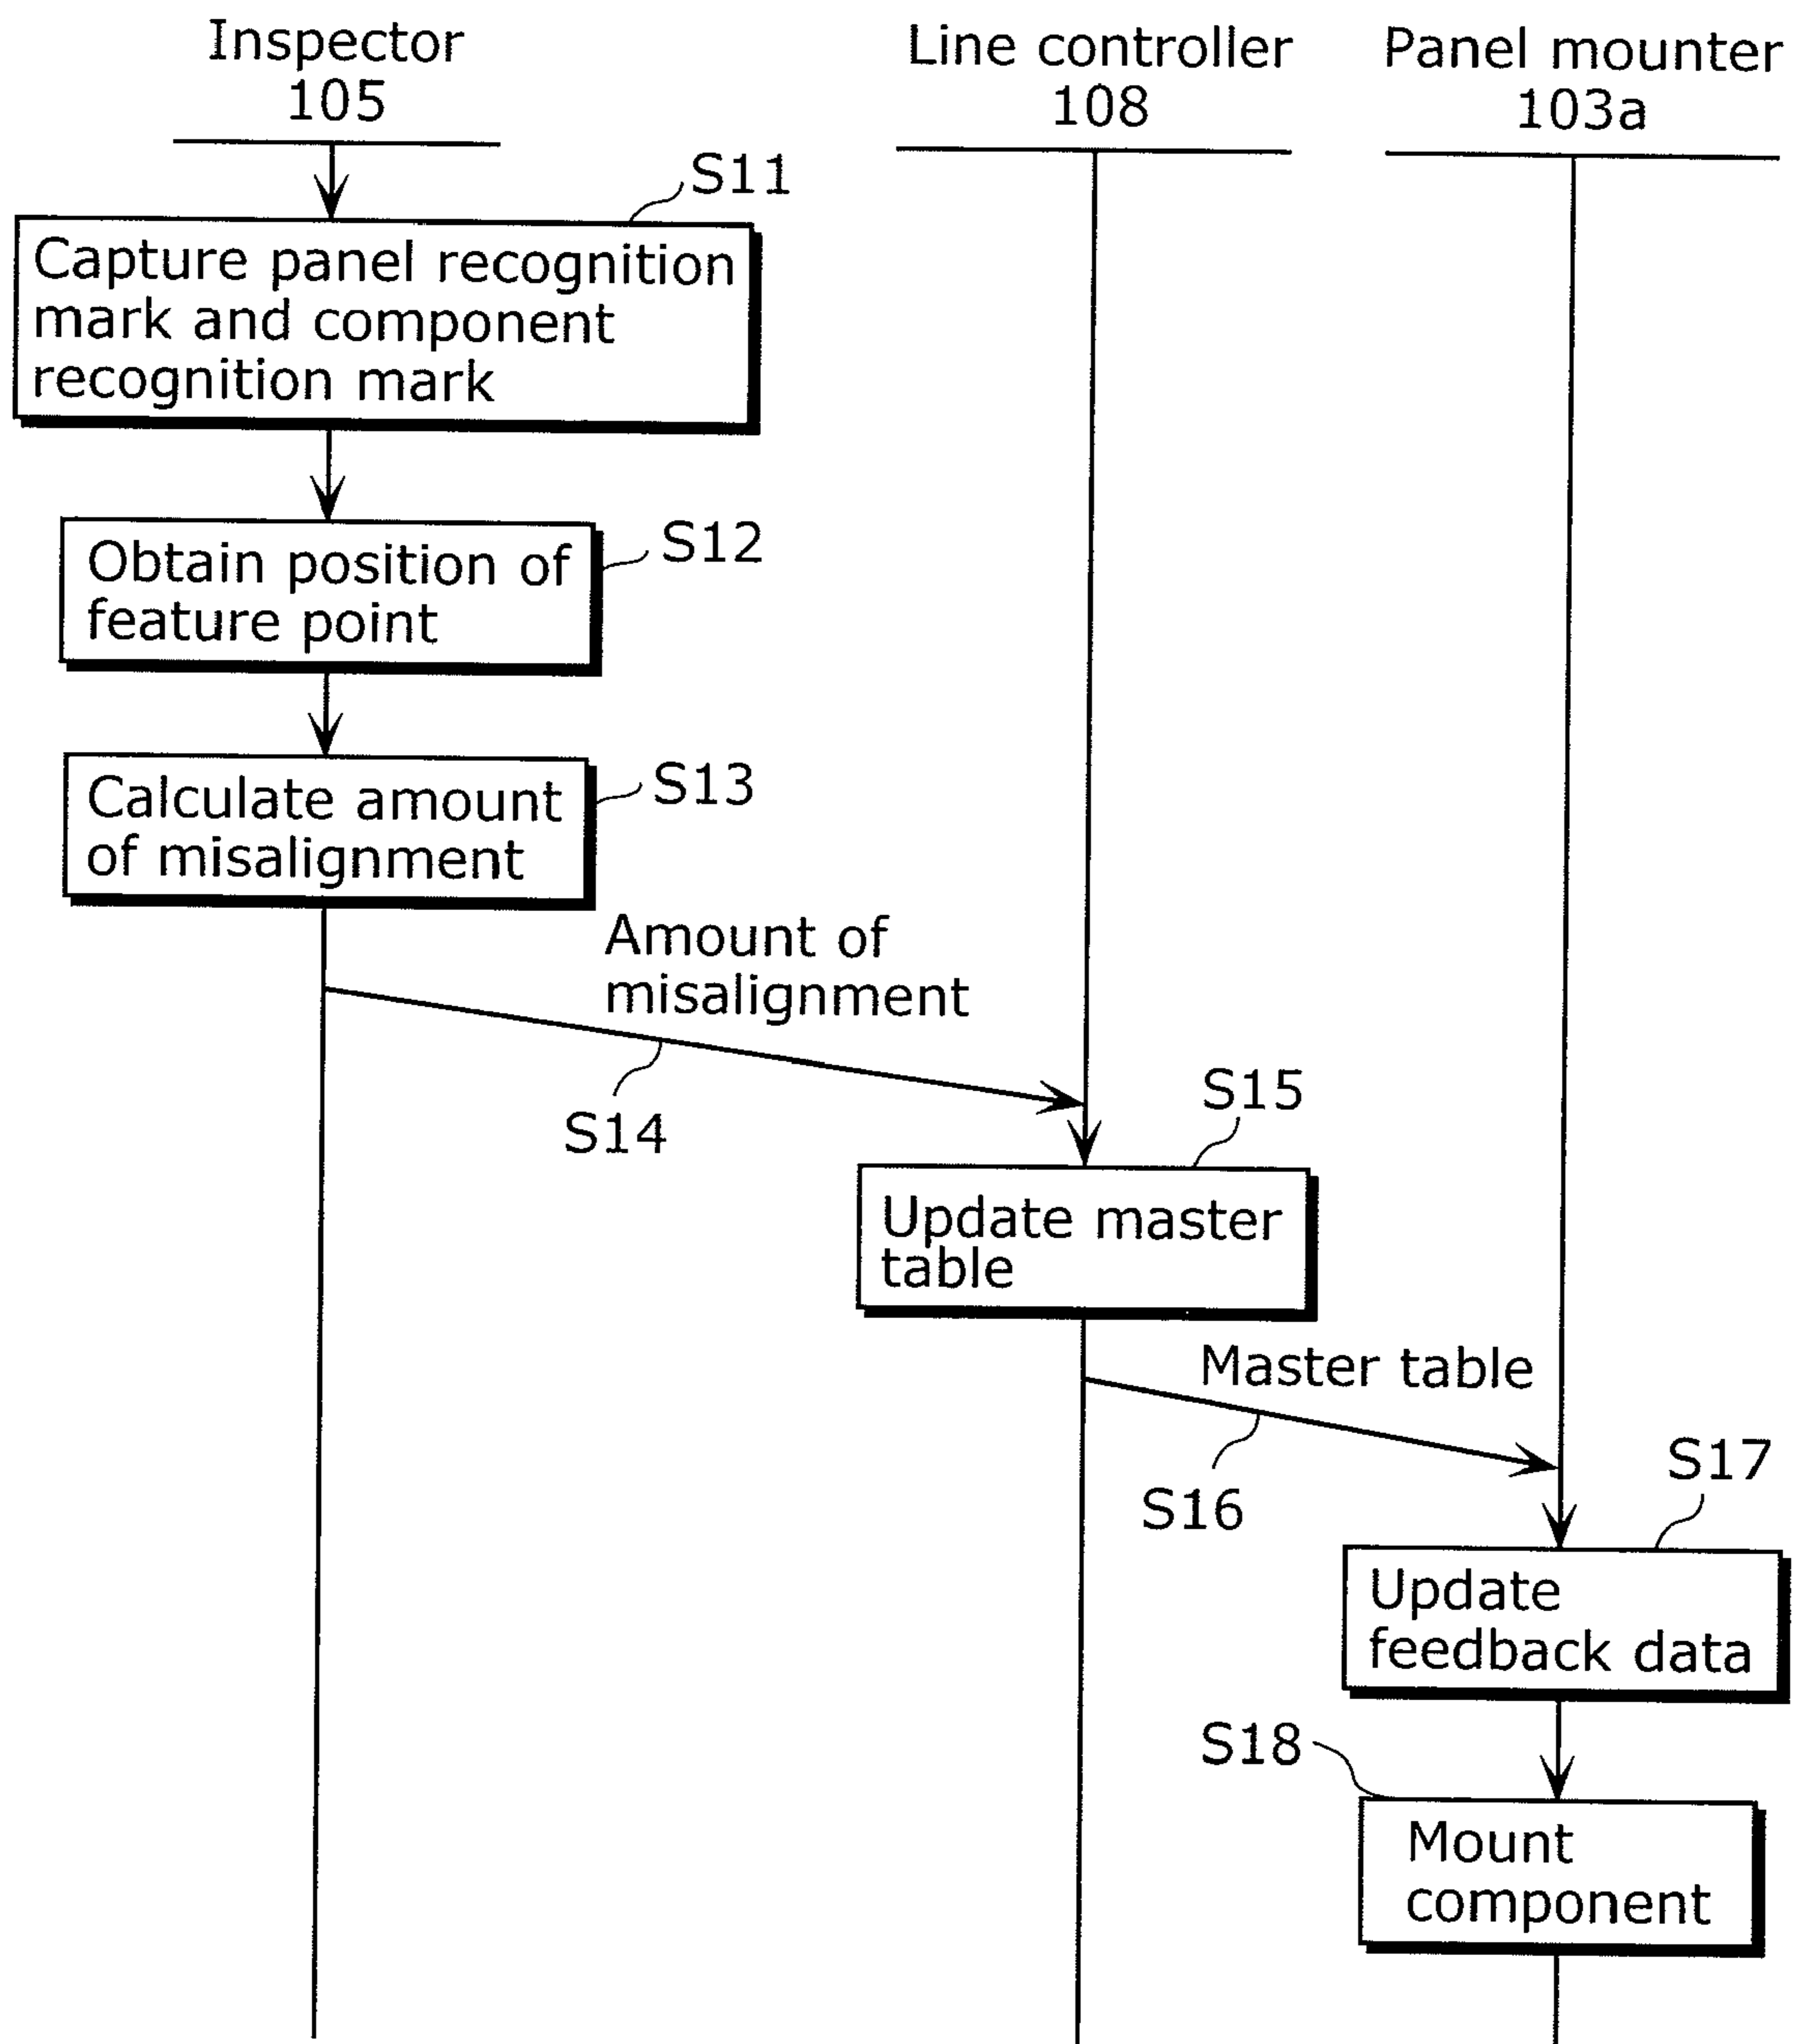 Inspector
105
Line controller
108
Panel mounter
103a
S11
Capture panel recognition
mark and component
recognition mark
S12
Obtain position of
feature point
S13
Calculate amount
of misalignment
Amount of
misalignment
S14
S15
Update master
table
Master table
S16
S17
Update
feedback data
S18
Mount
component